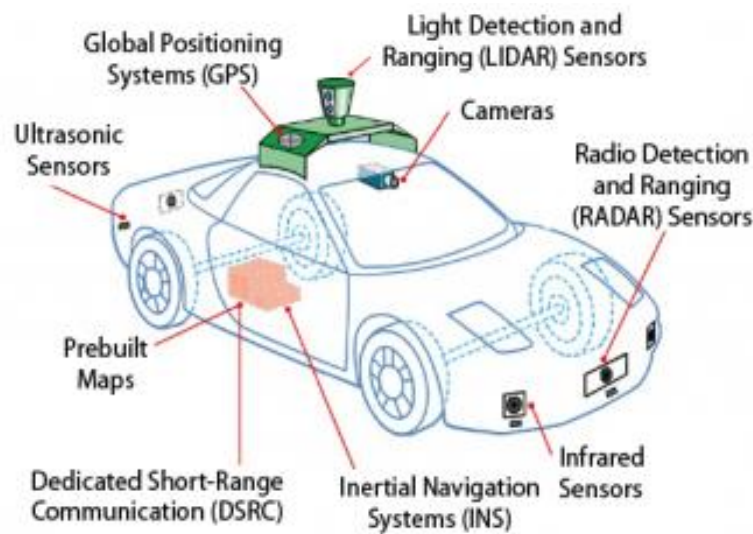 Light Detection and
Ranging (LIDAR) Sensors
Global Positioning
Systems (GPS)
Cameras
Ultrasonic
Sensors
Radio Detection
and Ranging
(RADAR) Sensors
Prebuilt
Maps
Dedicated Short-Range
Communication (DSRC)
Inertial Navigation
Systems (INS)
Infrared
Sensors